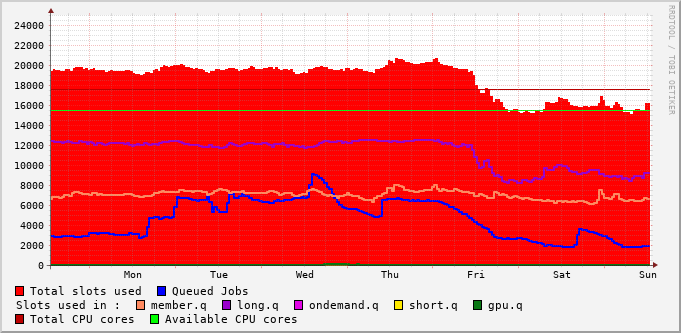 RRDTOOL / TOBI OETIKER
24000
22000
20000
18000
16000
14000
12000
10000
8000
6000
4000
2000
0
Mon Tue Wed Thu Fri Sat Sun
Total slots used Queued Jobs
Slots used in : member.q long.q ondemand.q short.q gpu.q
Total CPU cores Available CPU cores